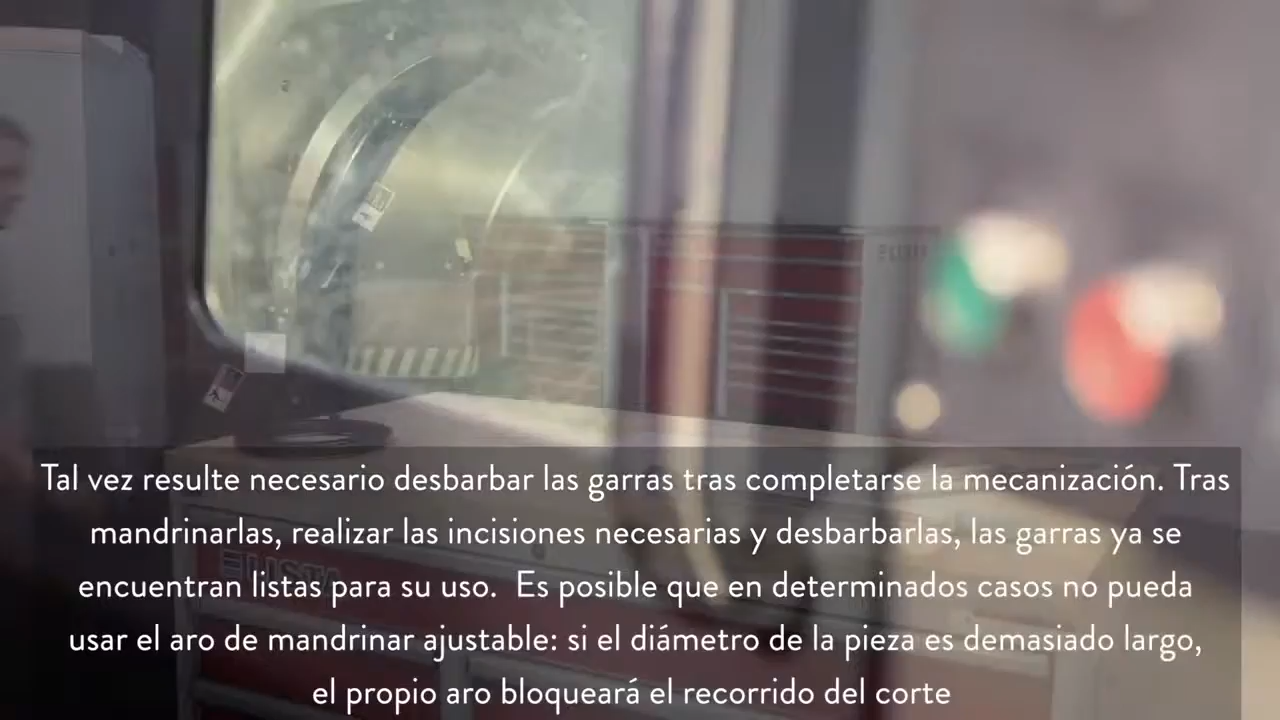 LISTA
Tal vez resulte necesario desbarbar las garras tras completarse la mecanización. Tras
mandrinarlas, realizar las incisiones necesarias y desbarbarlas, las garras ya se
encuentran listas para su uso.  Es posible que en determinados casos no pueda
usar el aro de mandrinar ajustable: si el diámetro de la pieza es demasiado largo,
el propio aro bloqueará el recorrido del corte